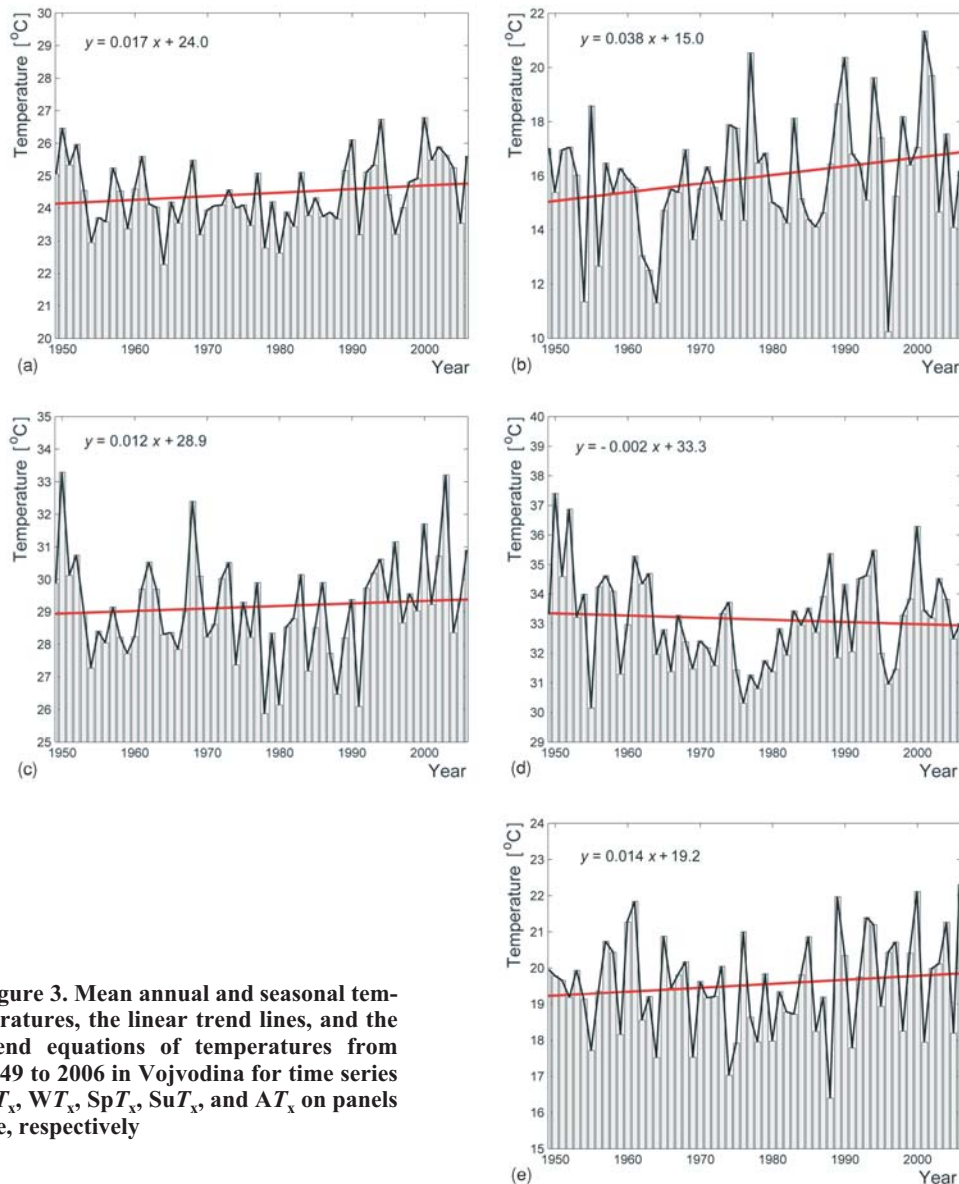 30
29
28
27
26
25
24
23
22
21
20
Temperature [°C]
y = 0.017 x + 24.0
1950 1960 1970 1980 1990 2000
Year
(a)
22
20
18
16
14
12
10
Temperature [°C]
y = 0.038 x + 15.0
1950 1960 1970 1980 1990 2000
Year
(b)
35
34
33
32
31
30
29
28
27
26
25
Temperature [°C]
y = 0.012 x + 28.9
1950 1960 1970 1980 1990 2000
Year
(c)
40
39
38
37
36
35
34
33
32
31
30
29
Temperature [°C]
y = - 0.002 x + 33.3
1950 1960 1970 1980 1990 2000
Year
(d)
24
23
22
21
20
19
18
17
16
15
Temperature [°C]
y = 0.014 x + 19.2
1950 1960 1970 1980 1990 2000
Year
(e)
gure 3. Mean annual and seasonal tem-
ratures, the linear trend lines, and the
end equations of temperatures from
49 to 2006 in Vojvodina for time series
Tx, WTx, SpTx, SuTx, and ATx on panels
e, respectively